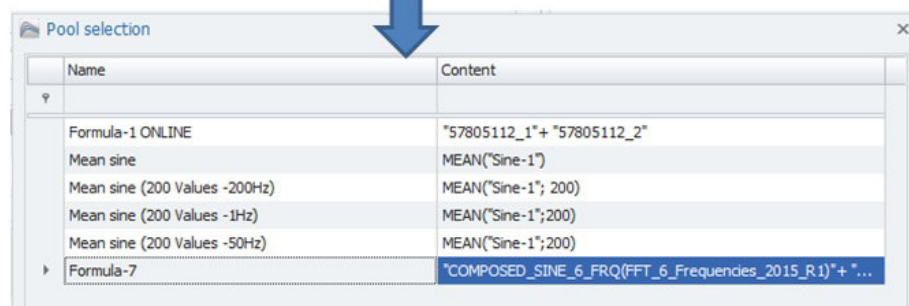 Pool selection
Name Content
Formula-1 ONLINE "57805112_1"+ "57805112_2"
Mean sine MEAN("Sine-1")
Mean sine (200 Values -200Hz) MEAN("Sine-1"; 200)
Mean sine (200 Values -1Hz) MEAN("Sine-1";200)
Mean sine (200 Values -50Hz) MEAN("Sine-1";200)
Formula-7 "COMPOSED_SINE_6_FRQ(FFT_6_Frequencies_2015_R1)"+ "...